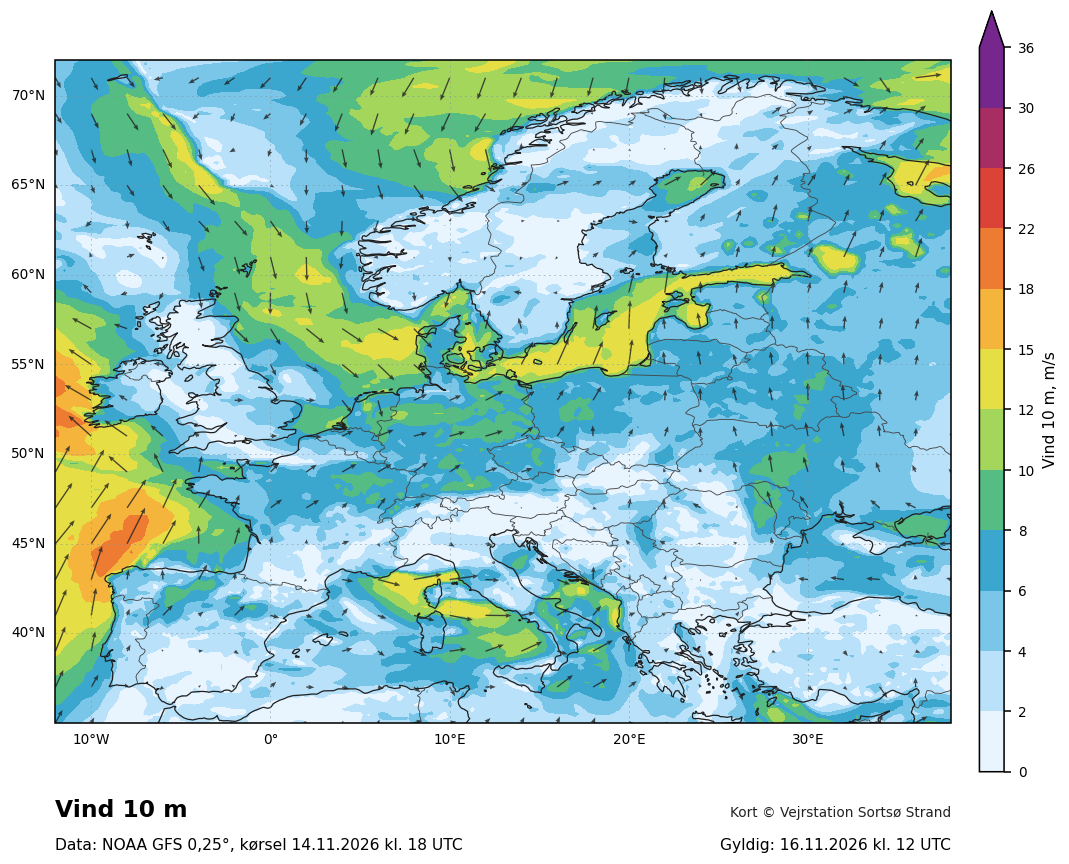 36
30
26
22
18
15
12
10
8
6
4
2
0
Vind 10 m, m/s
70°N
65°N
60°N
55°N
50°N
45°N
40°N
10°W
0°
10°E
20°E
30°E
Vind 10 m
Kort © Vejrstation Sortsø Strand
Data: NOAA GFS 0,25°, kørsel 14.11.2026 kl. 18 UTC
Gyldig: 16.11.2026 kl. 12 UTC